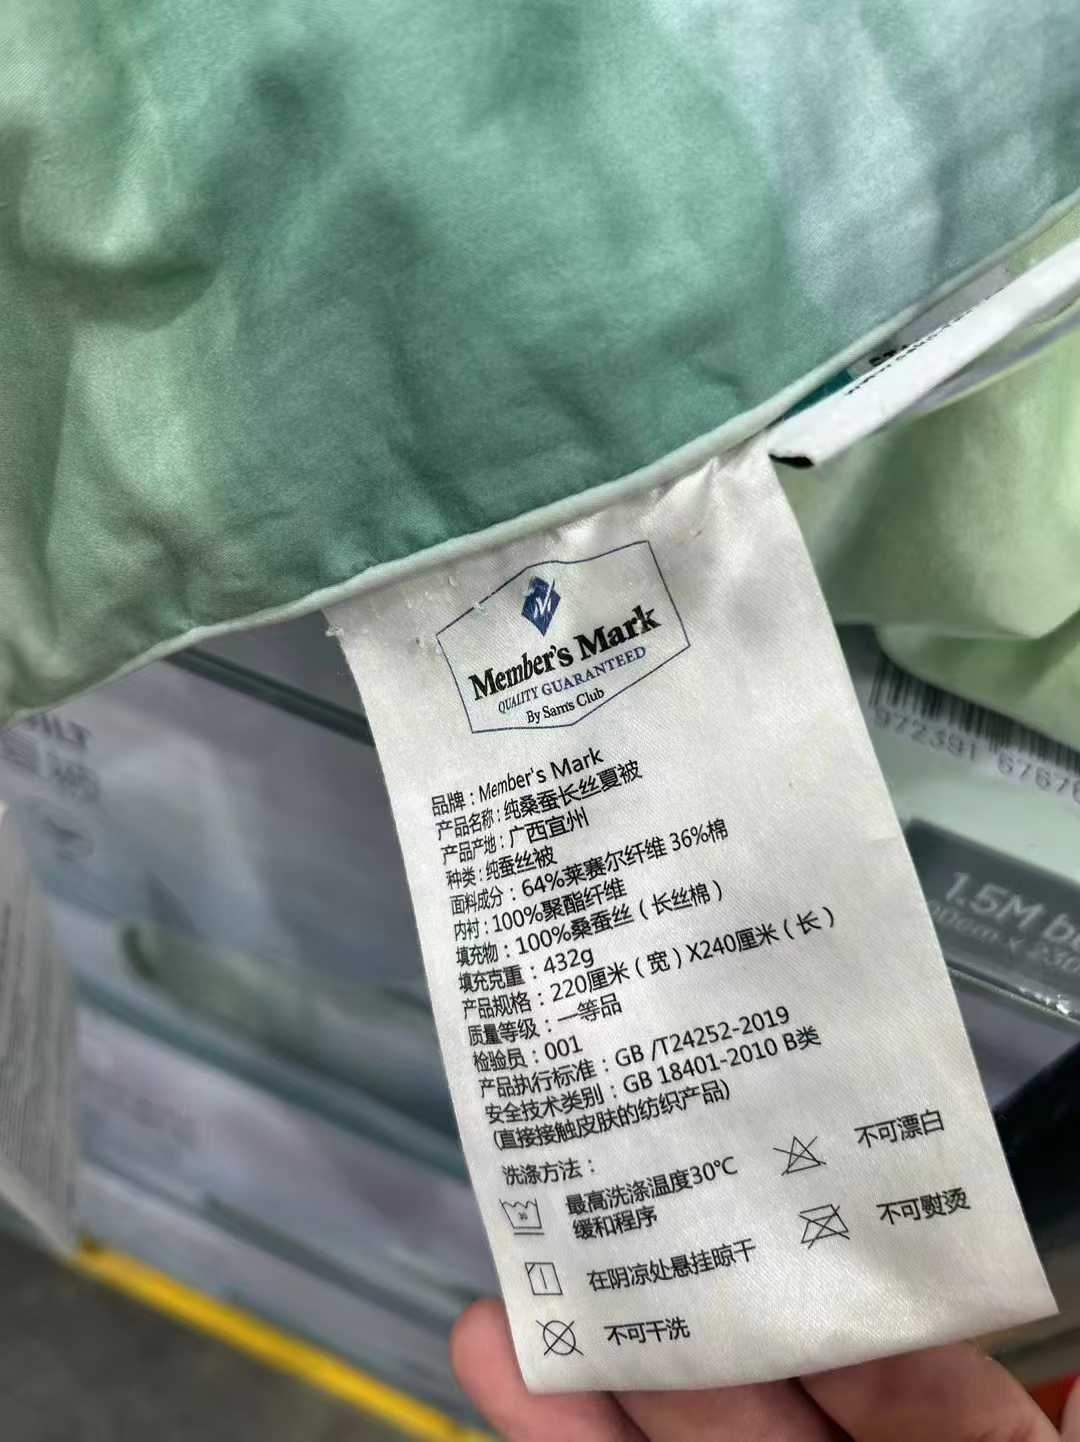 Member's Mark
QUALITY GUARANTEED
By Sam's Club
品牌：Member's Mark
产品名称：纯桑蚕长丝夏被
产品产地：广西宜州
种类：纯蚕丝被
面料成分：64%莱赛尔纤维 36%棉
内衬：100%聚酯纤维
填充物：100%桑蚕丝（长丝棉）
填充克重：432g
产品规格：220厘米（宽）X240厘米（长）
质量等级：一等品
检验员：001
产品执行标准：GB /T24252-2019
安全技术类别：GB 18401-2010 B类
(直接接触皮肤的纺织产品)
洗涤方法：
最高洗涤温度30℃
缓和程序
不可漂白
不可熨烫
在阴凉处悬挂晾干
不可干洗
972391 6767
1.5M b